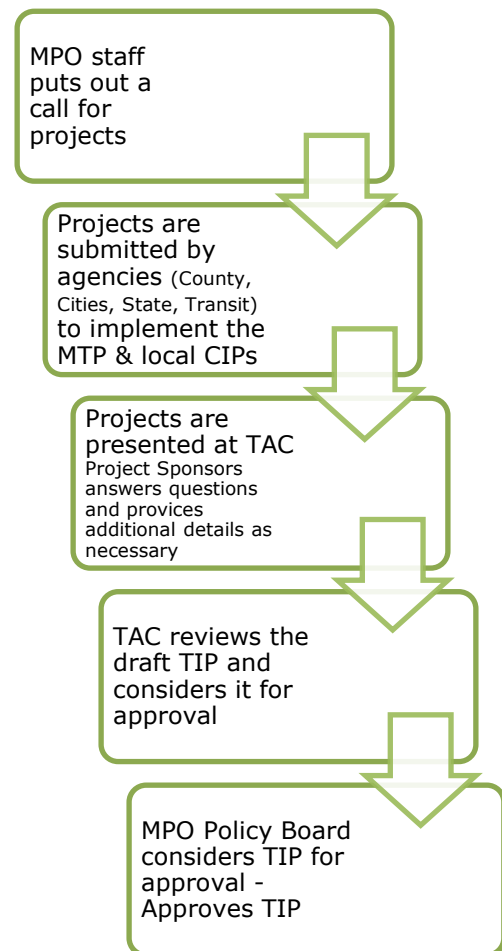 MPO staff
puts out a
call for
projects
Projects are
submitted by
agencies (County,
Cities, State, Transit)
to implement the
MTP & local CIPs
Projects are
presented at TAC
Project Sponsors
answers questions
and provices
additional details as
necessary
TAC reviews the
draft TIP and
considers it for
approval
MPO Policy Board
considers TIP for
approval -
Approves TIP